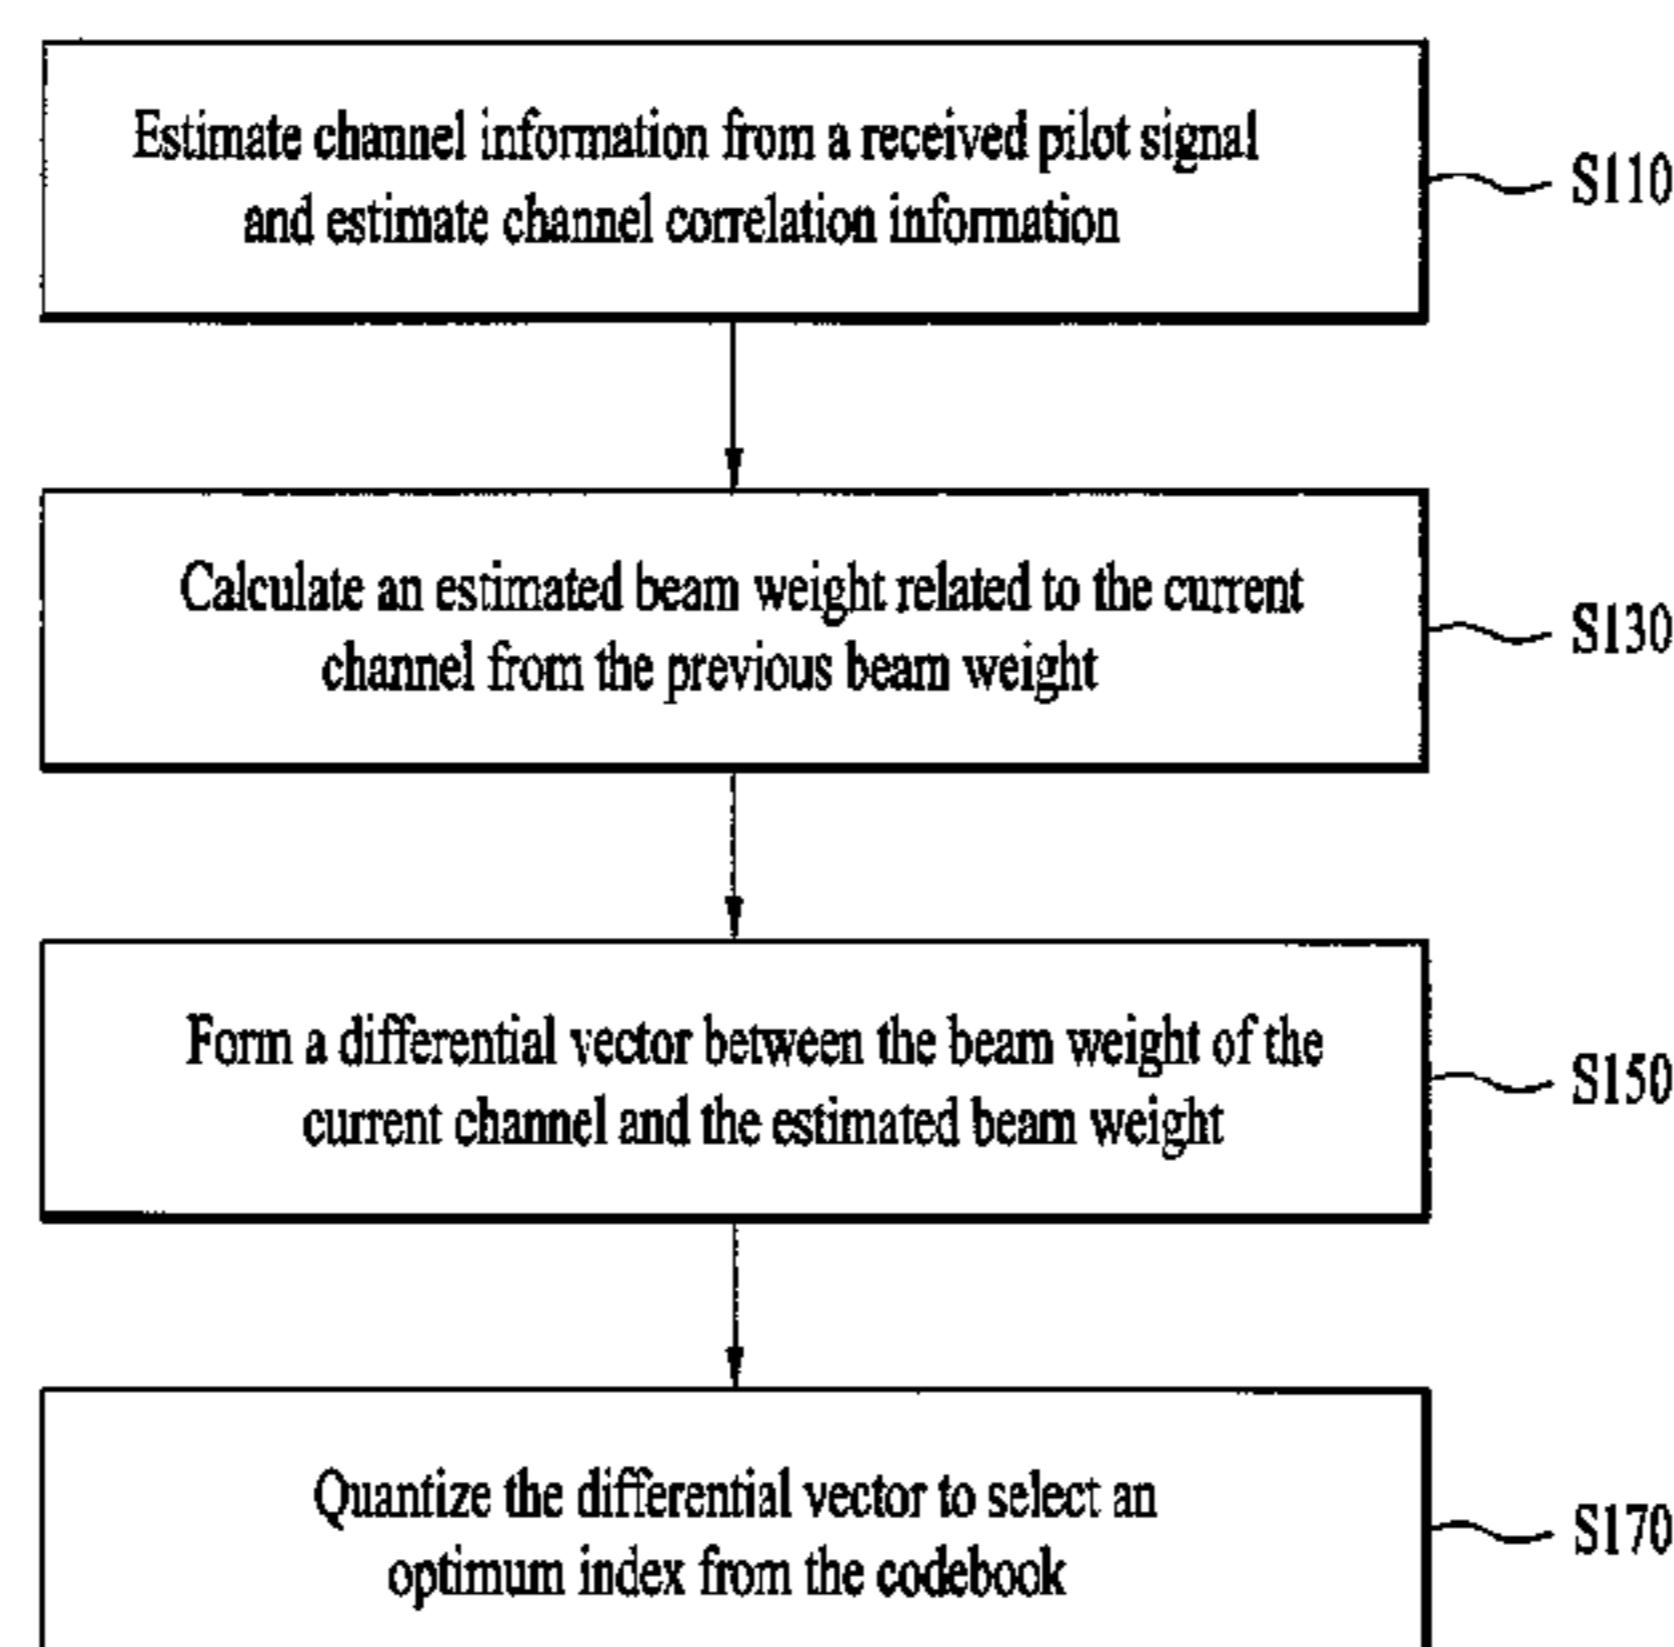 Estimate channel information from a received pilot signal
and estimate channel correlation information
S110
Calculate an estimated beam weight related to the current
channel from the previous beam weight
S130
Form a differential vector between the beam weight of the
current channel and the estimated beam weight
S150
Quantize the differential vector to select an
optimum index from the codebook
S170